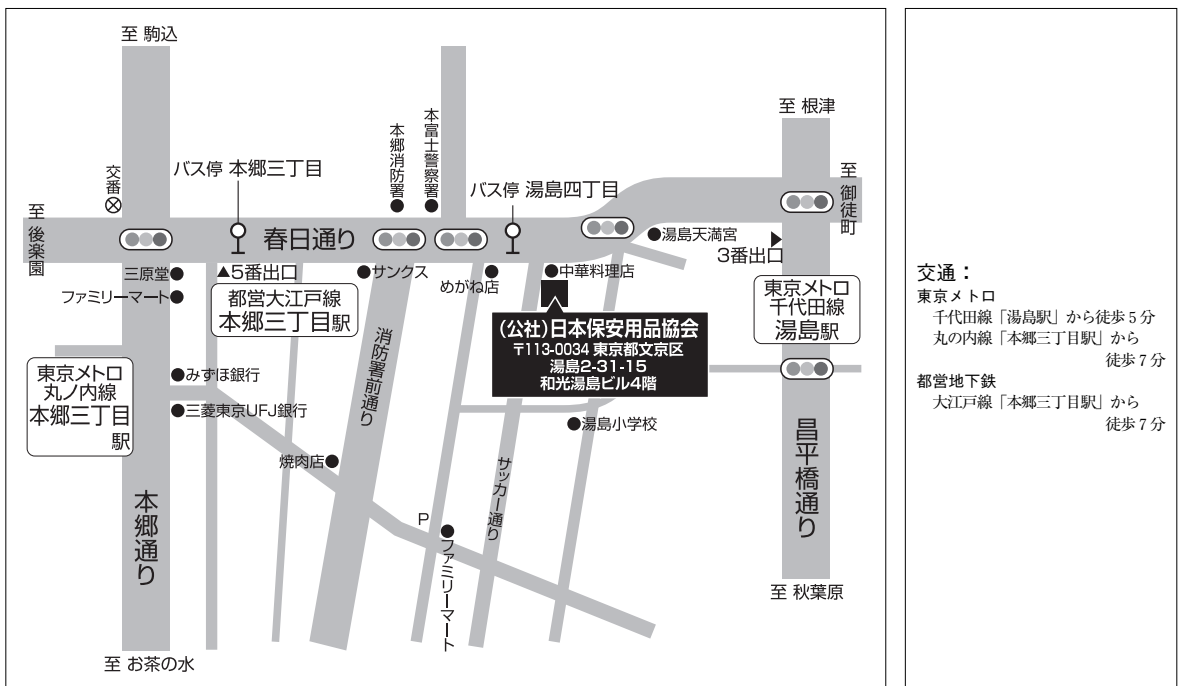 至 駒込
至 根津
本郷消防署
本富士警察署
交番
バス停 本郷三丁目
バス停 湯島四丁目
至 御徒町
至 後楽園
春日通り
湯島天満宮
3番出口
三原堂
▲5番出口
サンクス
めがね店
中華料理店
ファミリーマート
都営大江戸線
本郷三丁目駅
東京メトロ
千代田線
湯島駅
(公社)日本保安用品協会
〒113-0034 東京都文京区
湯島2-31-15
和光湯島ビル4階
消防署前通り
東京メトロ
丸ノ内線
本郷三丁目
駅
みずほ銀行
三菱東京UFJ銀行
湯島小学校
焼肉店
サッカー通り
昌平橋通り
本郷通り
P
ファミリーマート
至 秋葉原
至 お茶の水
交通：
東京メトロ
千代田線「湯島駅」から徒歩5分
丸の内線「本郷三丁目駅」から
徒歩7分
都営地下鉄
大江戸線「本郷三丁目駅」から
徒歩7分